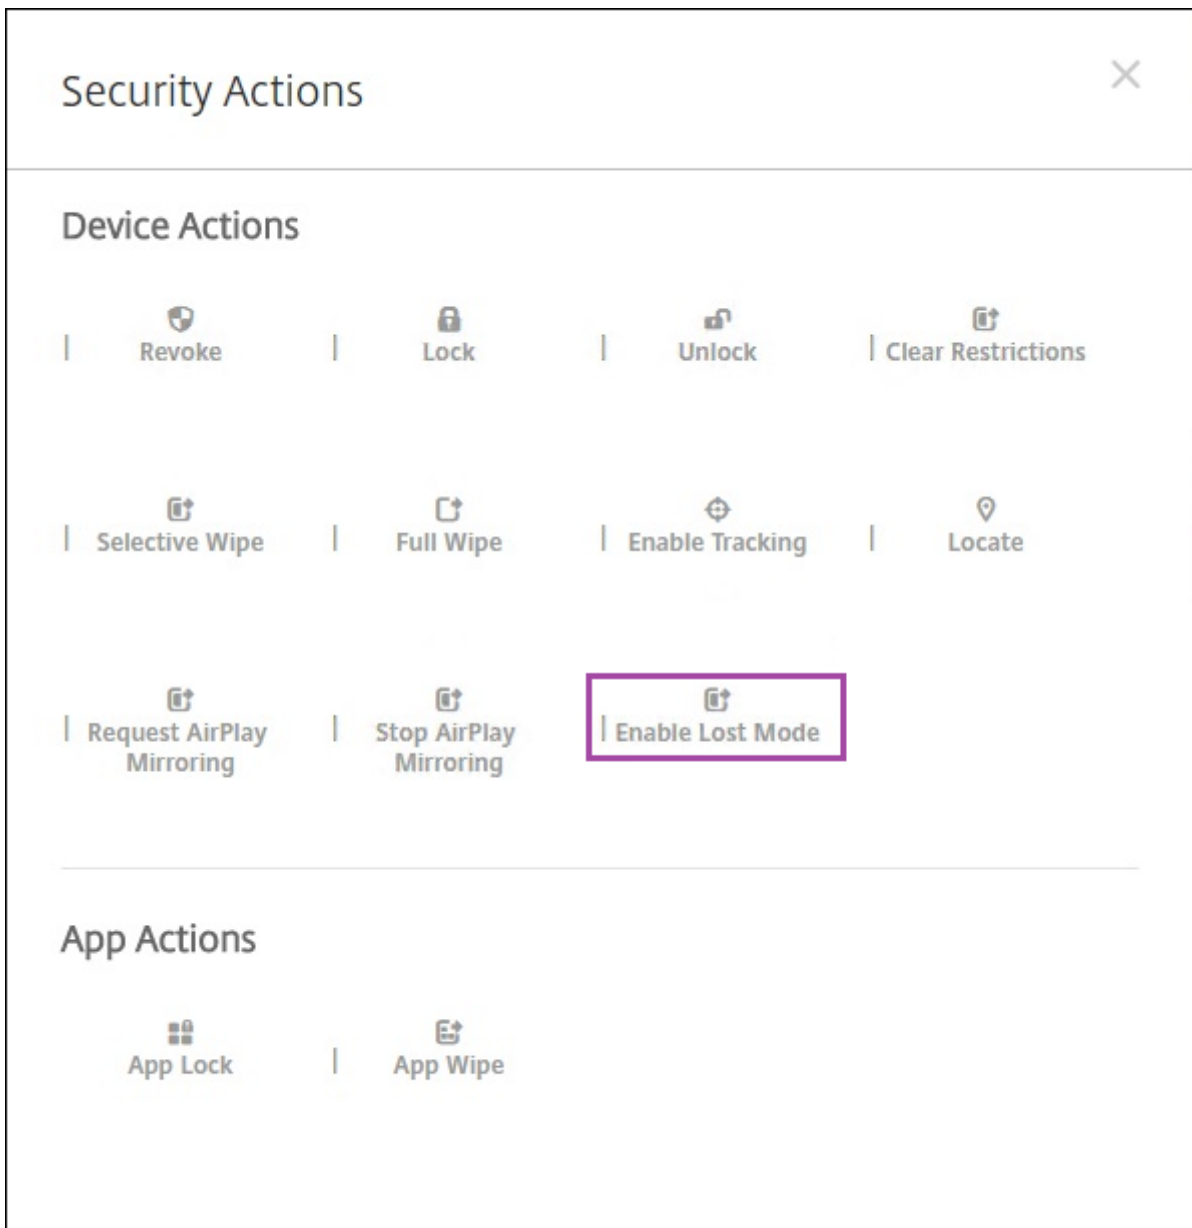 Security Actions
Device Actions
Revoke
Lock
Unlock
Clear Restrictions
Selective Wipe
Full Wipe
Enable Tracking
Locate
Request AirPlay
Mirroring
Stop AirPlay
Mirroring
Enable Lost Mode
App Actions
App Lock
App Wipe